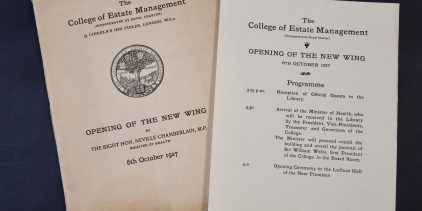 The
College of Estate Management
(INCORPORATED BY ROYAL CHARTER)
35 LINCOLN'S INN FIELDS, LONDON, W.C.2
OPENING OF THE NEW WING
BY
THE RIGHT HON. NEVILLE CHAMBERLAIN, M.P.
MINISTER OF HEALTH
6th October 1927
The
College of Estate Management
(Incorporated by Royal Charter)
OPENING OF THE NEW WING
6TH OCTOBER 1927
Programme
3.15 p.m. Reception of Official Guests in the
Library.
3.50 Arrival of the Minister of Health, who
will be received in the Library
by the President, Vice-Presidents,
Treasurer and Governors of the
College.
The Minister will proceed round the
building and unveil the portrait of
Sir William Wells, first President
of the College, in the Board Room.
4.0 Opening Ceremony in the Lecture Hall
of the New Premises.